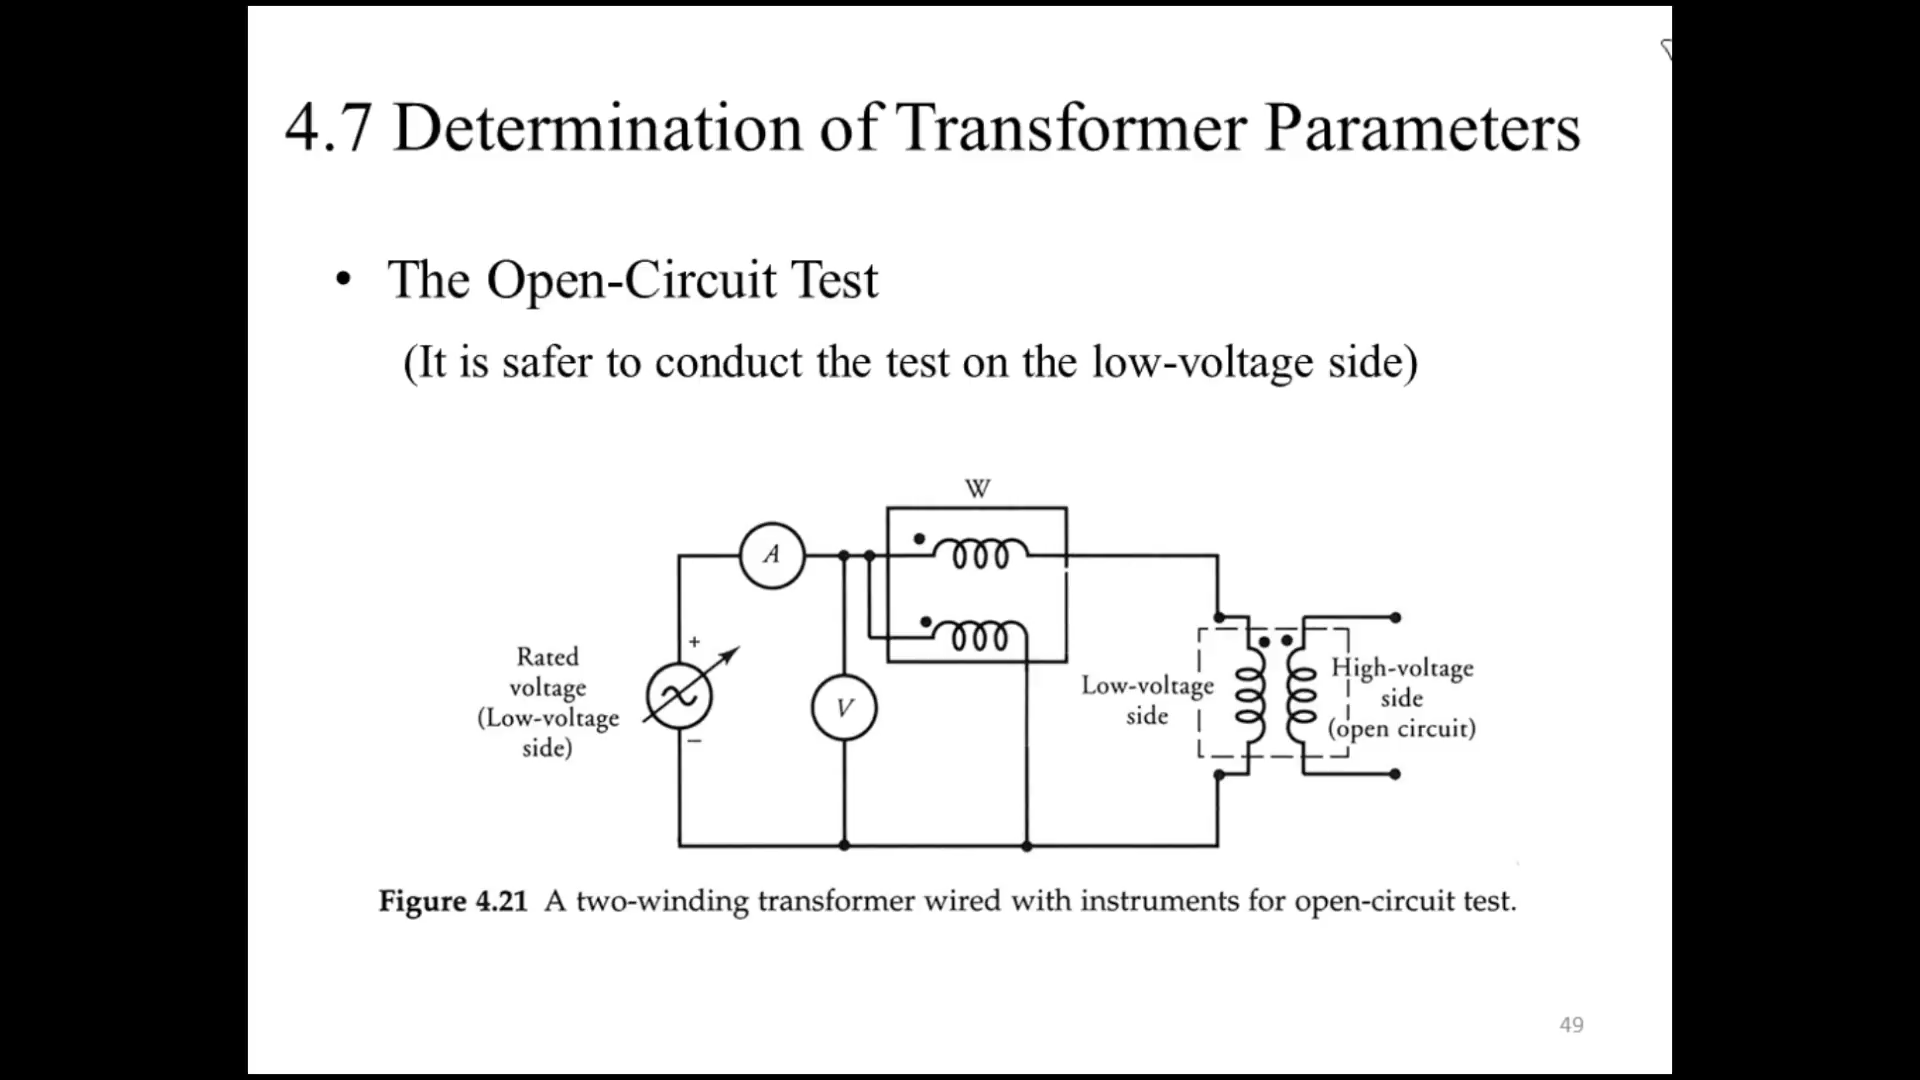 4.7 Determination of Transformer Parameters
• The Open-Circuit Test
(It is safer to conduct the test on the low-voltage side)
W
A
+
Rated
voltage
(Low-voltage
side)
−
V
Low-voltage
side
High-voltage
side
(open circuit)
Figure 4.21 A two-winding transformer wired with instruments for open-circuit test.
49